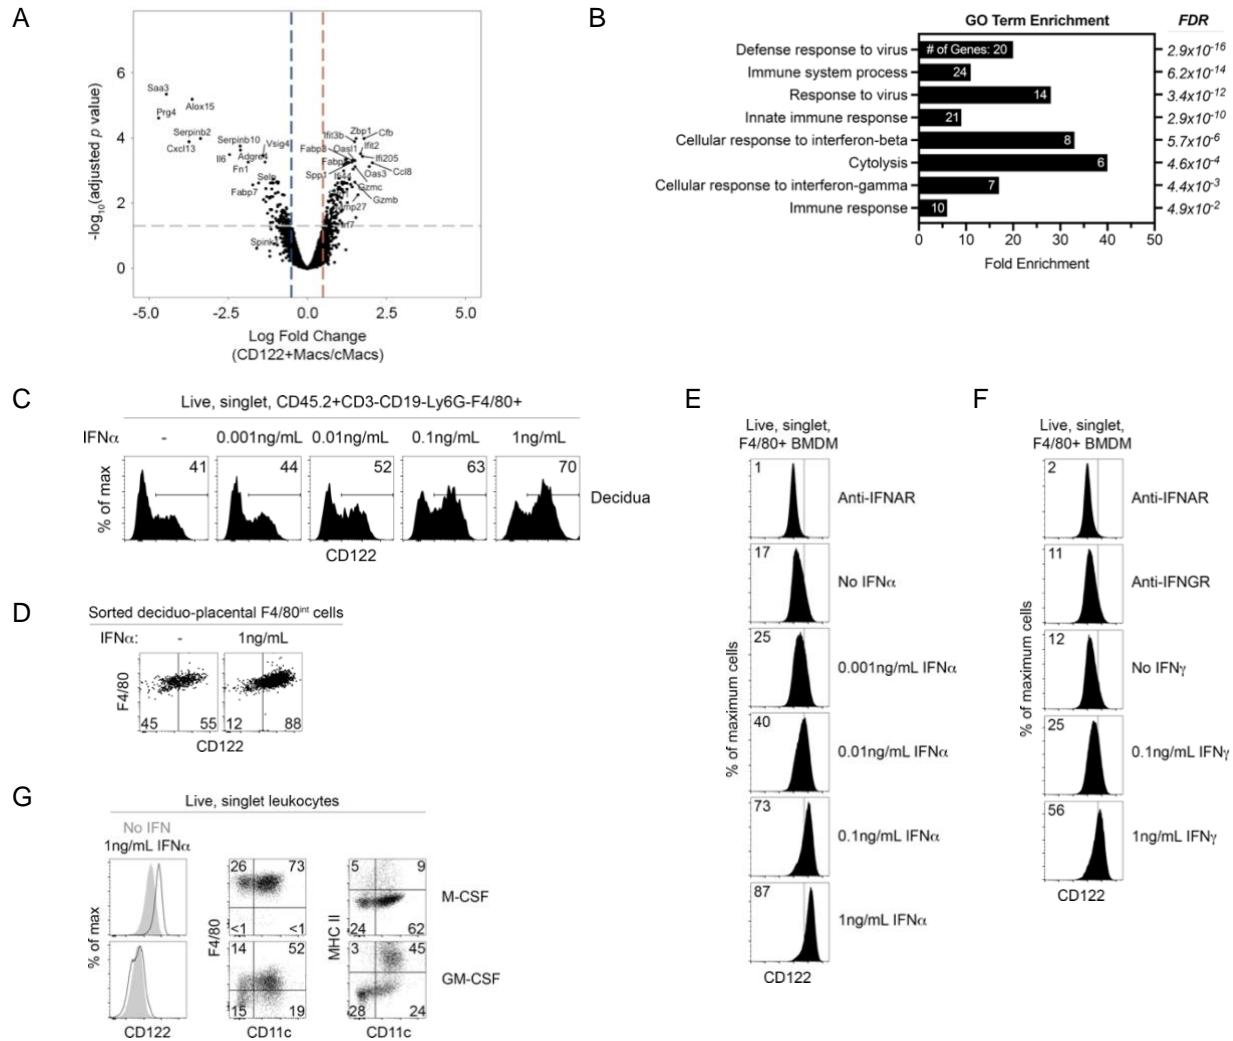 A
-log10(adjusted p value)
6
4
2
0
Saa3
Alox15
Prg4
Serpinb2
Cxcl13
Serpinb10
Vsig4
Il6
Adgre4
Fn1
Selp
Fabp7
Spink
Ifit3b
Zbp1
Cfb
Fabp3
Oasl1
Ifit2
Ifi205
Spp1
Oas3
Ccl8
Gzmc
Gzmb
-5.0 -2.5 0.0 2.5 5.0
Log Fold Change
(CD122+Macs/cMacs)
B
GO Term Enrichment FDR
Defense response to virus # of Genes: 20 2.9x10-16
Immune system process 24 6.2x10-14
Response to virus 14 3.4x10-12
Innate immune response 21 2.9x10-10
Cellular response to interferon-beta 8 5.7x10-6
Cytolysis 6 4.6x10-4
Cellular response to interferon-gamma 7 4.4x10-3
Immune response 10 4.9x10-2
0 10 20 30 40 50
Fold Enrichment
C
Live, singlet, CD45.2+CD3-CD19-Ly6G-F4/80+
IFNα - 0.001ng/mL 0.01ng/mL 0.1ng/mL 1ng/mL
% of max
41 44 52 63 70
Decidua
CD122
D
Sorted deciduo-placental F4/80int cells
IFNα: - 1ng/mL
F4/80
45 55 12 88
CD122
E
Live, singlet,
F4/80+ BMDM
% of maximum cells
1 Anti-IFNAR
17 No IFNα
25 0.001ng/mL IFNα
40 0.01ng/mL IFNα
73 0.1ng/mL IFNα
87 1ng/mL IFNα
CD122
F
Live, singlet,
F4/80+ BMDM
% of maximum cells
2 Anti-IFNAR
11 Anti-IFNGR
12 No IFNγ
25 0.1ng/mL IFNγ
56 1ng/mL IFNγ
CD122
G
Live, singlet leukocytes
No IFN
1ng/mL IFNα
% of max
F4/80
MHC II
26 73 5 9
M-CSF
<1 <1 24 62
14 52 3 45
GM-CSF
15 19 28 24
CD122 CD11c CD11c